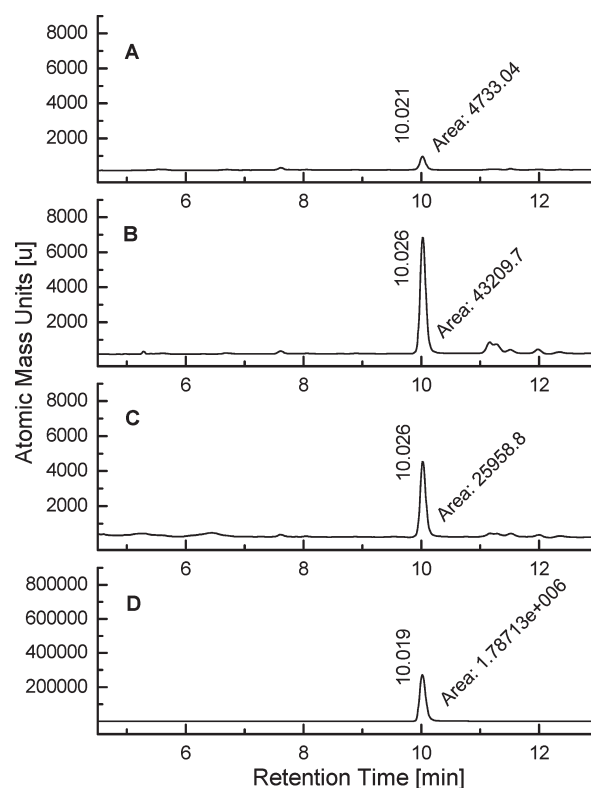 Atomic Mass Units [u]
A
8000
6000
4000
2000
10.021
Area: 4733.04
6 8 10 12
B
8000
6000
4000
2000
10.026
Area: 43209.7
6 8 10 12
C
8000
6000
4000
2000
10.026
Area: 25958.8
6 8 10 12
D
800000
600000
400000
200000
10.019
Area: 1.78713e+006
6 8 10 12
Retention Time [min]